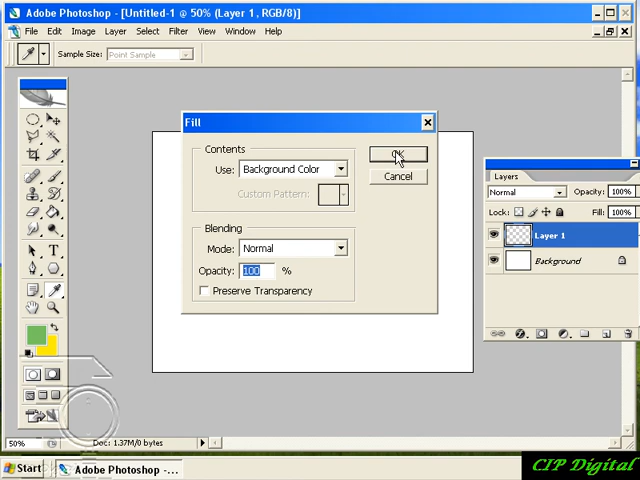 Adobe Photoshop - [Untitled-1 @ 50% (Layer 1, RGB/8)]
File Edit Image Layer Select Filter View Window Help
Sample Size: Point Sample
Fill
Contents
Use: Background Color
OK
Custom Pattern:
Cancel
Blending
Mode: Normal
Opacity: 100 %
Preserve Transparency
Layers
Normal Opacity: 100%
Lock: Fill: 100%
Layer 1
Background
50% Doc: 1.37M/0 bytes
Start Adobe Photoshop - ...
CIP Digital